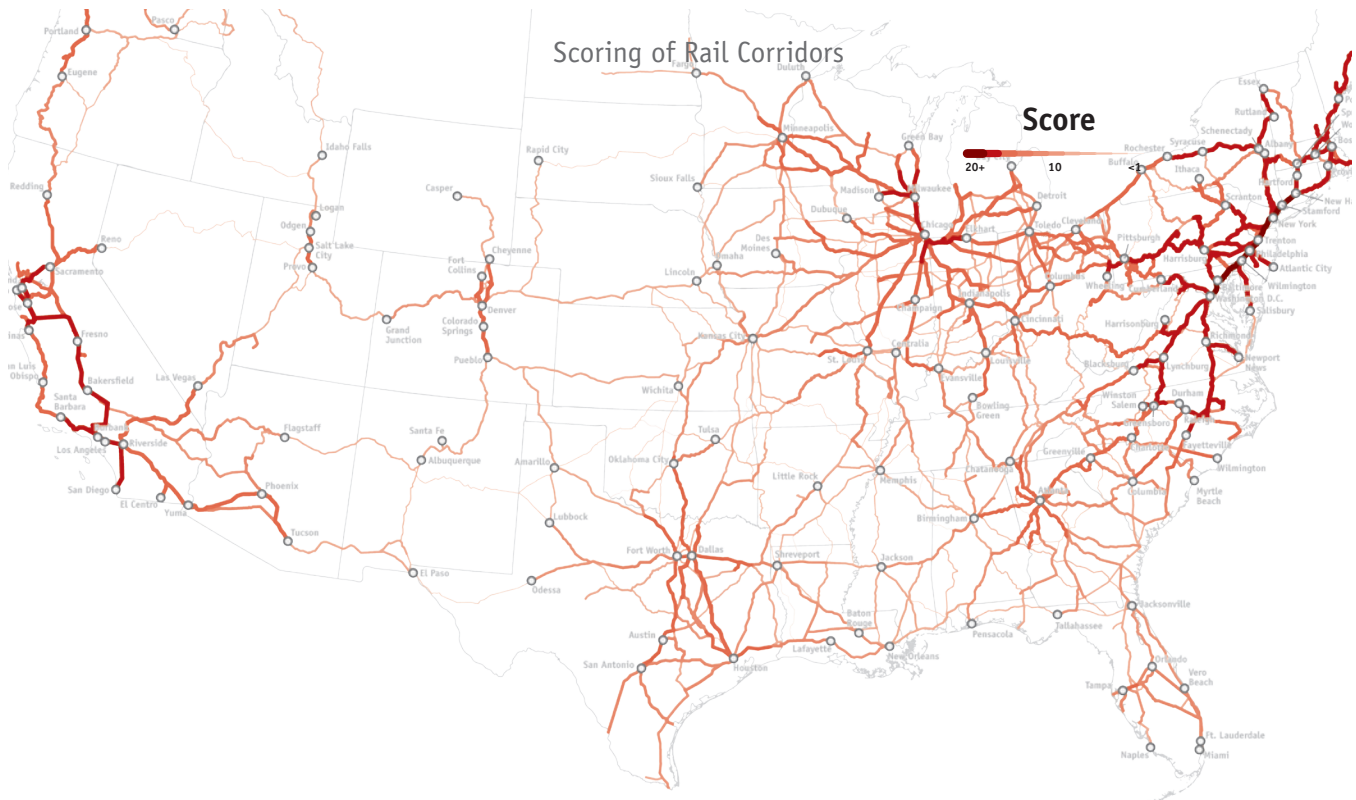 Scoring of Rail Corridors
Score
20+
10
<1
Pasco
Portland
Eugene
Fargo
Duluth
Essex
Minneapolis
Green Bay
Rutland
Schenectady
Syracuse
Rochester
Albany
Buffalo
Ithaca
Idaho Falls
Rapid City
Sioux Falls
Madison
Milwaukee
Detroit
Hartford
Redding
Casper
Dubuque
Scranton
Stamford
Logan
Odgen
Reno
Salt Lake
City
Provo
Cheyenne
Fort
Collins
Des
Moines
Omaha
Chicago
Elkhart
Toledo
Cleveland
Pittsburgh
New York
Trenton
Philadelphia
Harrisburg
Atlantic City
Sacramento
Lincoln
Columbus
Wheeling
Cumberland
Baltimore
Wilmington
Washington D.C.
Denver
Colorado
Springs
Grand
Junction
Champaign
Indianapolis
Cincinnati
Harrisonburg
Salisbury
Richmond
Fresno
Kansas City
Centralia
St. Louis
Louisville
Evansville
Blacksburg
Lynchburg
Newport
News
Pueblo
Obispo
Bakersfield
Las Vegas
Wichita
Santa
Barbara
Bowling
Green
Winston
Salem
Durham
Raleigh
Greensboro
Burbank
Los Angeles
Riverside
Flagstaff
Santa Fe
Albuquerque
Tulsa
Oklahoma City
Amarillo
Greenville
Charlotte
Fayetteville
Wilmington
San Diego
El Centro
Yuma
Phoenix
Little Rock
Memphis
Chatanooga
Atlanta
Columbia
Myrtle
Beach
Lubbock
Birmingham
Tucson
Fort Worth
Dallas
Shreveport
Jackson
El Paso
Odessa
Baton
Rouge
Jacksonville
Tallahassee
Pensacola
Austin
Lafayette
New Orleans
San Antonio
Houston
Orlando
Vero
Beach
Tampa
Ft. Lauderdale
Naples
Miami